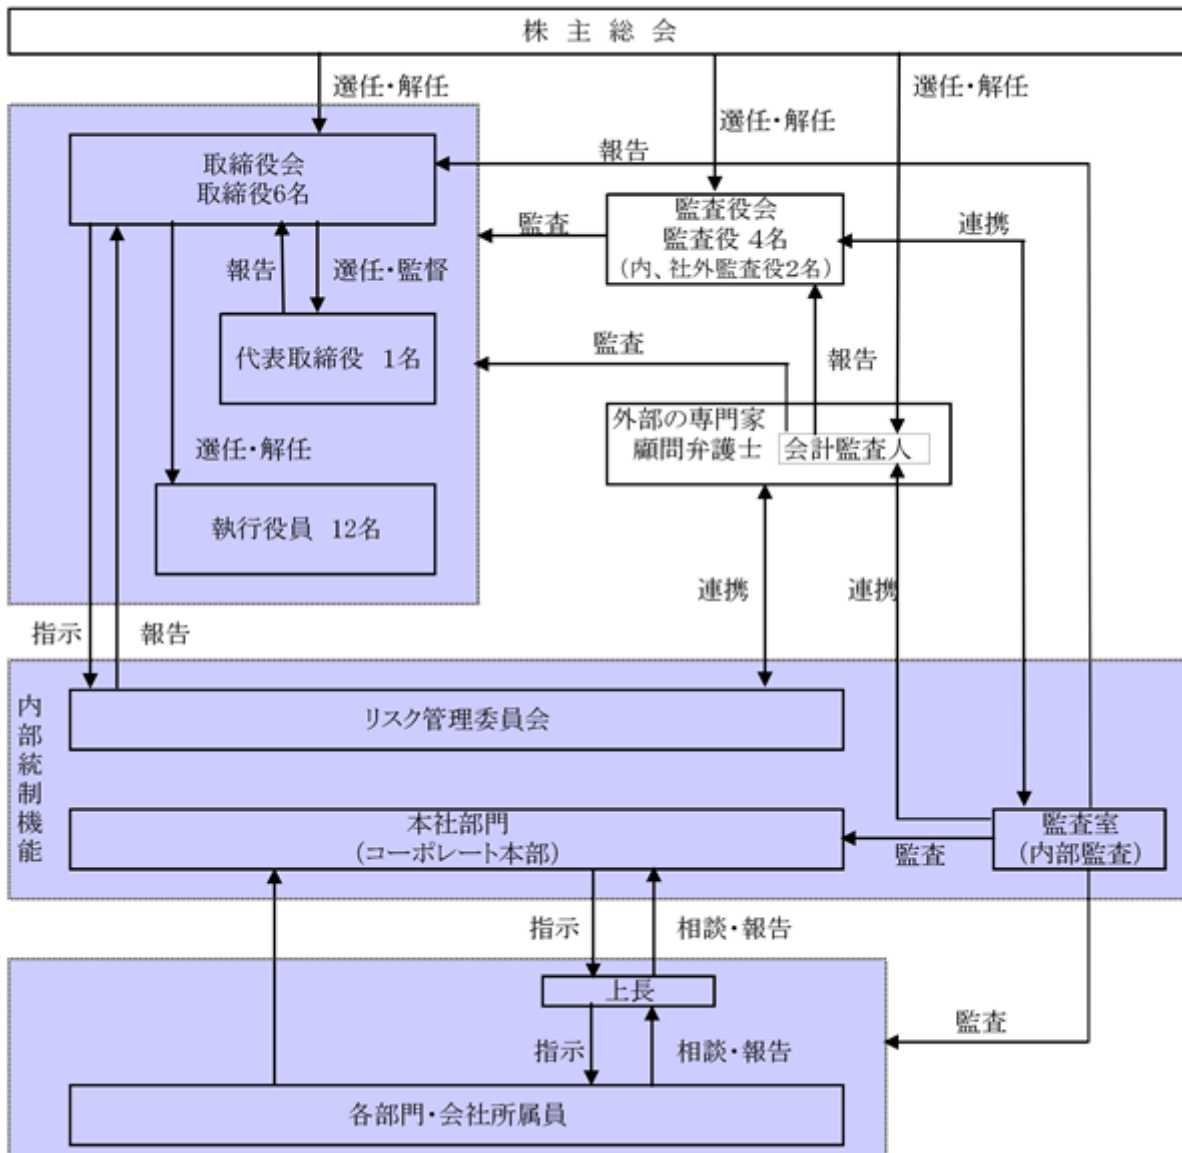 株 主 総 会
選任・解任
選任・解任
選任・解任
取締役会
取締役6名
報告
監査役会
監査役 4名
（内、社外監査役2名）
監査
連携
報告
選任・監督
代表取締役 1名
監査
報告
外部の専門家
顧問弁護士
会計監査人
選任・解任
執行役員 12名
連携
連携
指示
報告
内部統制機能
リスク管理委員会
本社部門
（コーポレート本部）
監査
監査室
（内部監査）
指示
相談・報告
上長
監査
指示
相談・報告
各部門・会社所属員